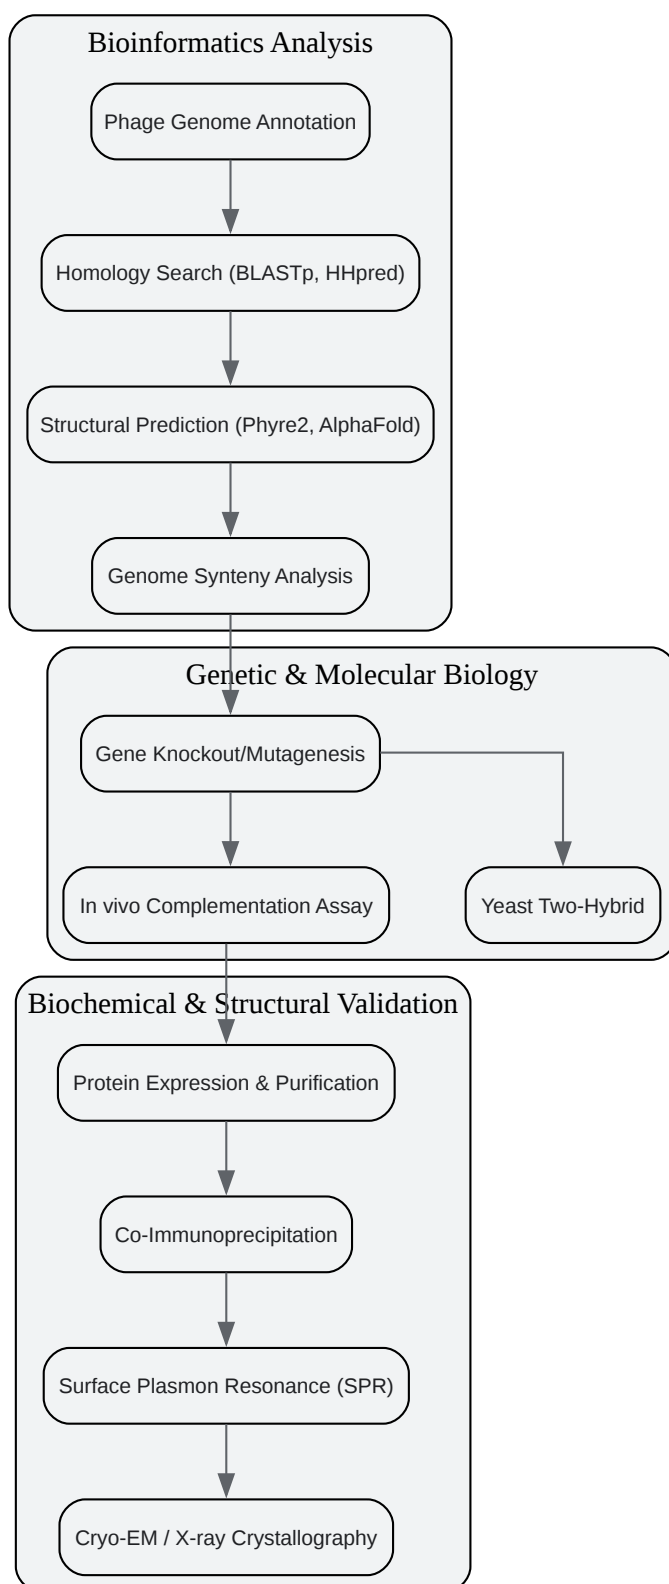 Bioinformatics Analysis
Phage Genome Annotation
Homology Search (BLASTp, HHpred)
Structural Prediction (Phyre2, AlphaFold)
Genome Synteny Analysis
Genetic & Molecular Biology
Gene Knockout/Mutagenesis
In vivo Complementation Assay
Yeast Two-Hybrid
Biochemical & Structural Validation
Protein Expression & Purification
Co-Immunoprecipitation
Surface Plasmon Resonance (SPR)
Cryo-EM / X-ray Crystallography